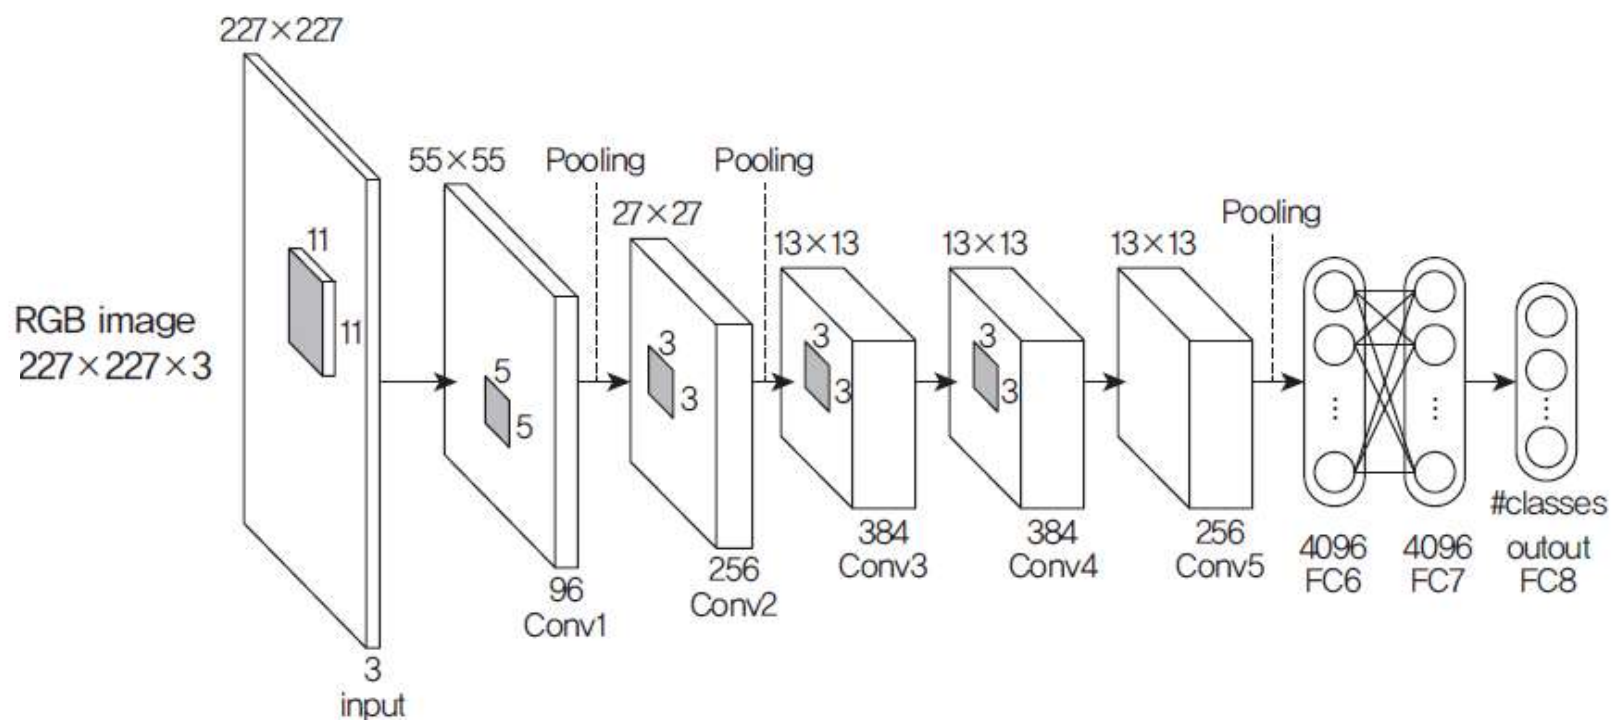 RGB image
227×227×3
227×227
11
11
3
input
55×55
5
5
96
Conv1
Pooling
27×27
3
3
256
Conv2
Pooling
13×13
3
3
384
Conv3
13×13
3
3
384
Conv4
13×13
256
Conv5
Pooling
4096
FC6
4096
FC7
#classes
outout
FC8